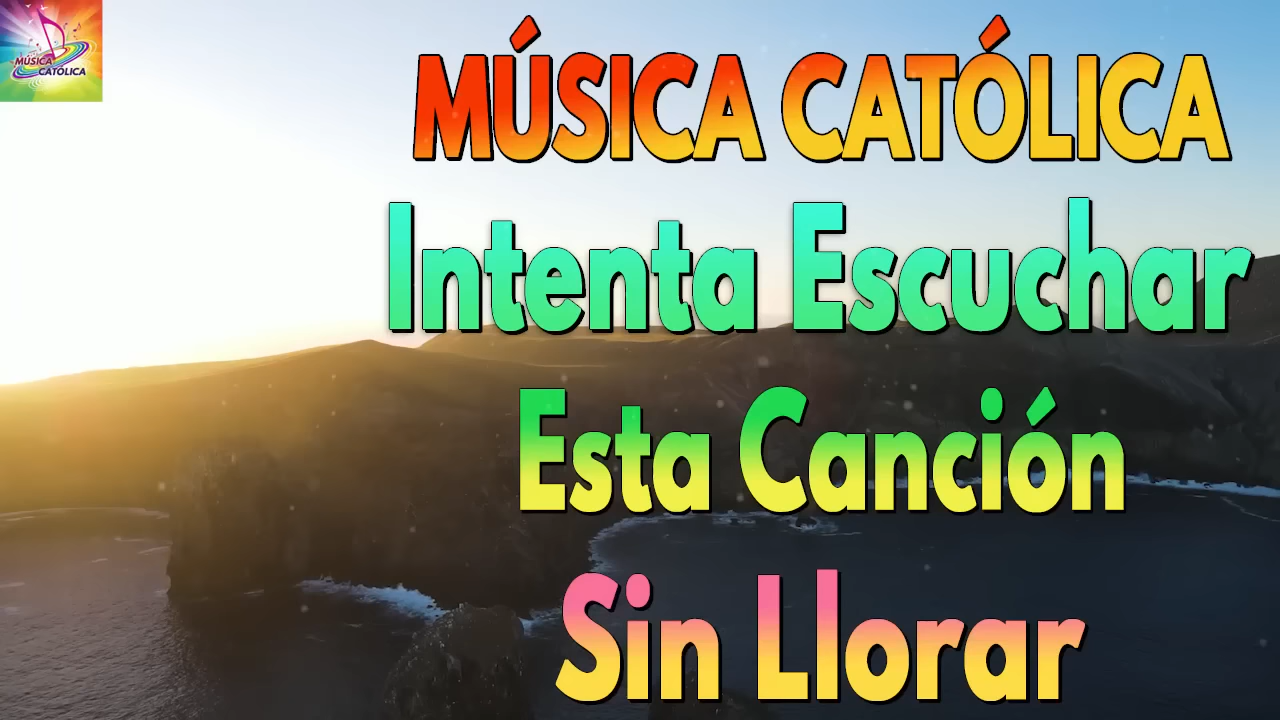 MÚSICA
CATÓLICA
MÚSICA CATÓLICA
Intenta Escuchar
Esta Canción
Sin Llorar